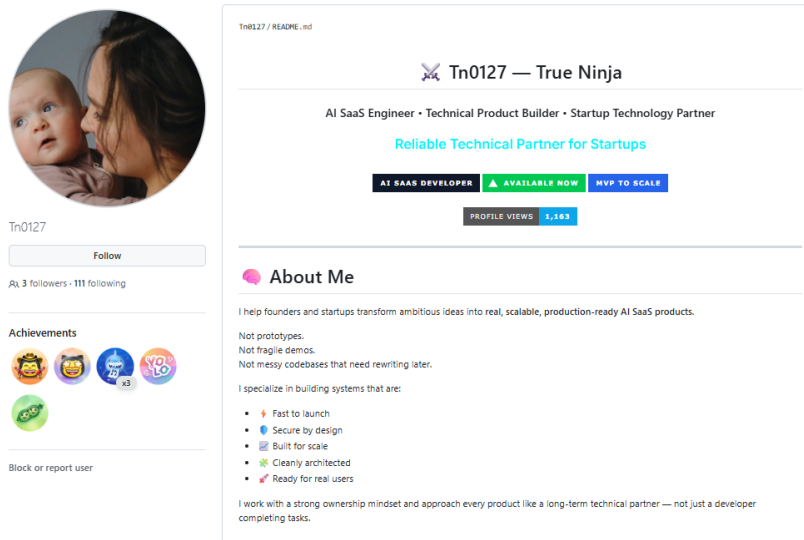 Tn0127/README.md
⚔️ Tn0127 — True Ninja
AI SaaS Engineer • Technical Product Builder • Startup Technology Partner
Reliable Technical Partner for Startups
AI SAAS DEVELOPER
AVAILABLE NOW
MVP TO SCALE
PROFILE VIEWS 1,163
Tn0127
Follow
3 followers · 111 following
Achievements
x3
YOLO
Block or report user
🧠 About Me
I help founders and startups transform ambitious ideas into real, scalable, production-ready AI SaaS products.
Not prototypes.
Not fragile demos.
Not messy codebases that need rewriting later.
I specialize in building systems that are:
• ⚡ Fast to launch
• 🛡️ Secure by design
• 📈 Built for scale
• 🧩 Cleanly architected
• 🚀 Ready for real users
I work with a strong ownership mindset and approach every product like a long-term technical partner — not just a developer
completing tasks.